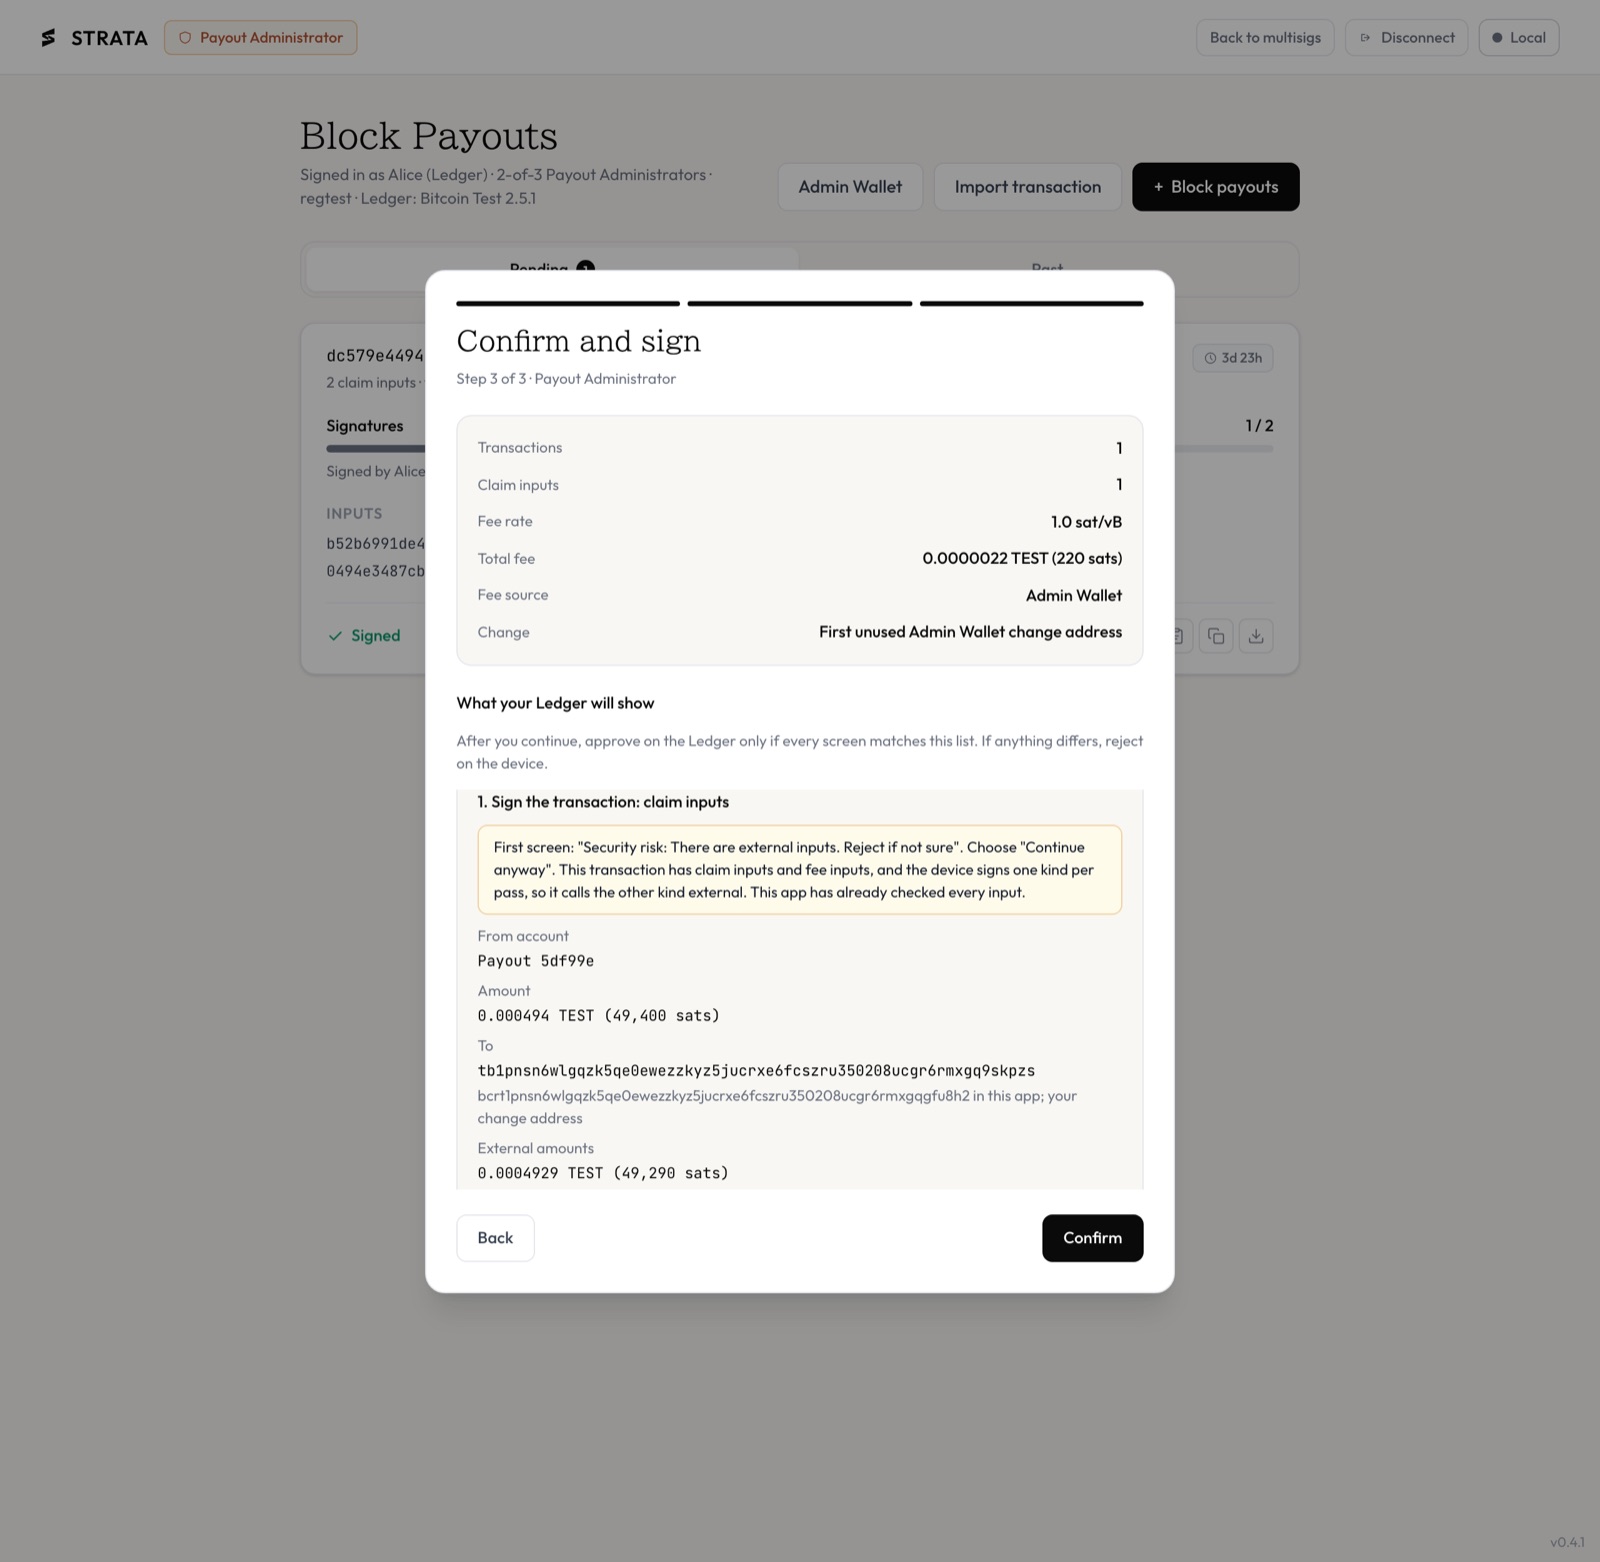 STRATA
Payout Administrator
Back to multisigs
Disconnect
Local
Block Payouts
Signed in as Alice (Ledger) · 2-of-3 Payout Administrators ·
regtest · Ledger: Bitcoin Test 2.5.1
Admin Wallet
Import transaction
+ Block payouts
Pending 1
Past
dc579e4494
2 claim inputs ·
3d 23h
Signatures
1 / 2
Signed by Alice
INPUTS
b52b6991de4
0494e3487cb
Signed
Confirm and sign
Step 3 of 3 · Payout Administrator
Transactions 1
Claim inputs 1
Fee rate 1.0 sat/vB
Total fee 0.0000022 TEST (220 sats)
Fee source Admin Wallet
Change First unused Admin Wallet change address
What your Ledger will show
After you continue, approve on the Ledger only if every screen matches this list. If anything differs, reject
on the device.
1. Sign the transaction: claim inputs
First screen: "Security risk: There are external inputs. Reject if not sure". Choose "Continue
anyway". This transaction has claim inputs and fee inputs, and the device signs one kind per
pass, so it calls the other kind external. This app has already checked every input.
From account
Payout 5df99e
Amount
0.000494 TEST (49,400 sats)
To
tb1pnsn6wlgqzk5qe0ewezzkyz5jucrxe6fcszru350208ucgr6rmxgq9skpzs
bcrt1pnsn6wlgqzk5qe0ewezzkyz5jucrxe6fcszru350208ucgr6rmxgqgfu8h2 in this app; your
change address
External amounts
0.0004929 TEST (49,290 sats)
Back
Confirm
v0.4.1